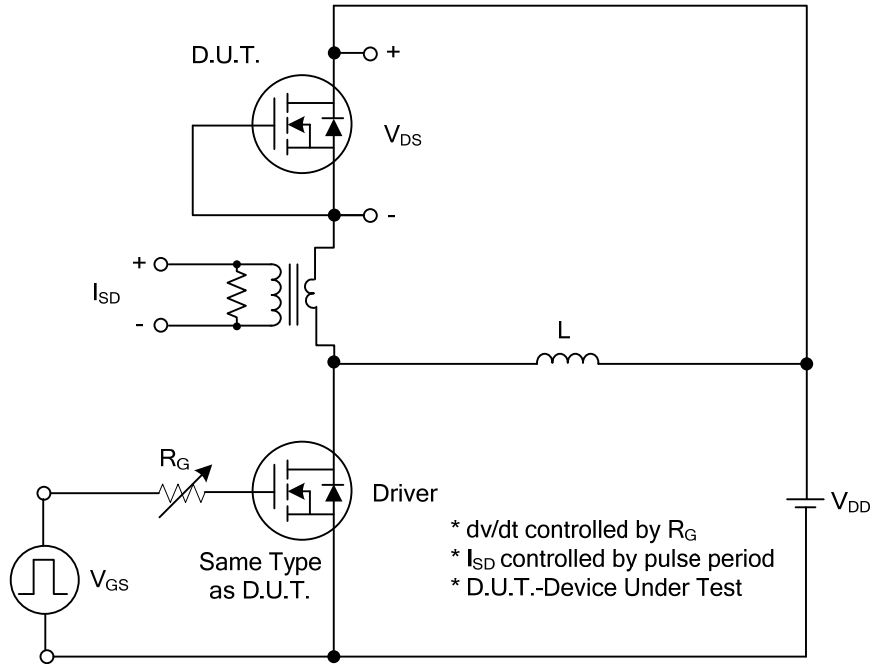 D.U.T.
+
VDS
-
+
ISD
-
L
RG
Driver
VDD
VGS
Same Type
as D.U.T.
* dv/dt controlled by RG
* ISD controlled by pulse period
* D.U.T.-Device Under Test